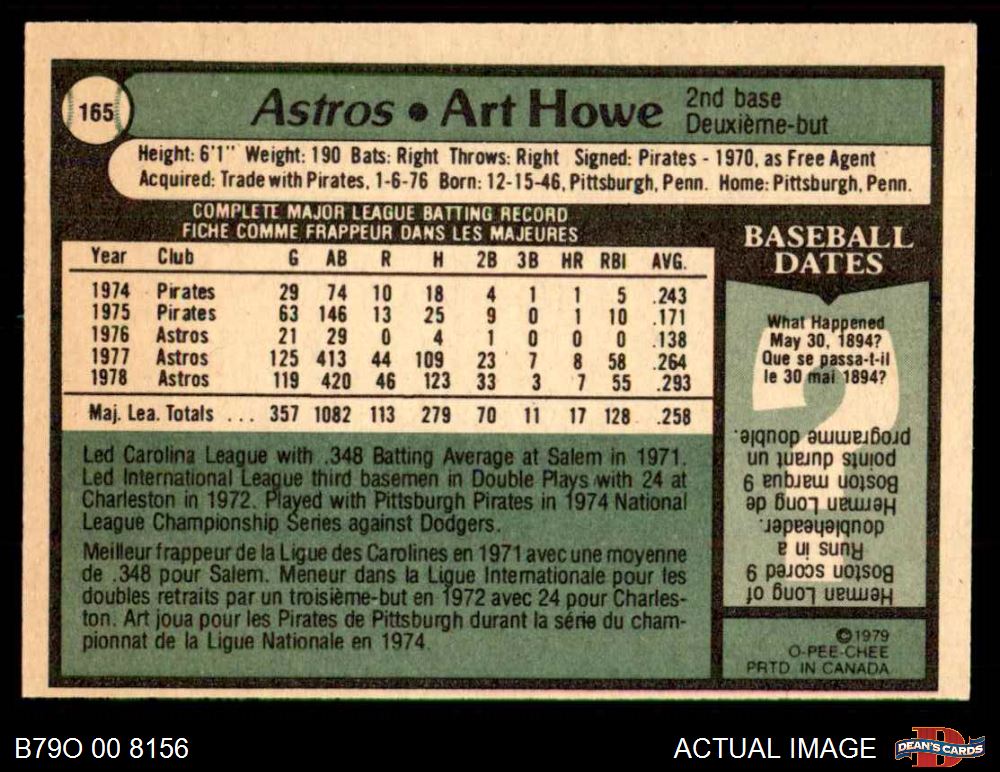 165
Astros • Art Howe
2nd base
Deuxième-but
Height: 6'1" Weight: 190 Bats: Right Throws: Right Signed: Pirates - 1970, as Free Agent
Acquired: Trade with Pirates, 1-6-76 Born: 12-15-46, Pittsburgh, Penn. Home: Pittsburgh, Penn.
COMPLETE MAJOR LEAGUE BATTING RECORD
FICHE COMME FRAPPEUR DANS LES MAJEURES
Year Club G AB R H 2B 3B HR RBI AVG.
1974 Pirates 29 74 10 18 4 1 1 5 .243
1975 Pirates 63 146 13 25 9 0 1 10 .171
1976 Astros 21 29 0 4 1 0 0 0 .138
1977 Astros 125 413 44 109 23 7 8 58 .264
1978 Astros 119 420 46 123 33 3 7 55 .293
Maj. Lea. Totals ... 357 1082 113 279 70 11 17 128 .258
Led Carolina League with .348 Batting Average at Salem in 1971.
Led International League third basemen in Double Plays with 24 at
Charleston in 1972. Played with Pittsburgh Pirates in 1974 National
League Championship Series against Dodgers.
Meilleur frappeur de la Ligue des Carolines en 1971 avec une moyenne
de .348 pour Salem. Meneur dans la Ligue Internationale pour les
doubles retraits par un troisième-but en 1972 avec 24 pour Charles-
ton. Art joua pour les Pirates de Pittsburgh durant la série du cham-
pionnat de la Ligue Nationale en 1974.
BASEBALL
DATES
What Happened
May 30, 1894?
Que se passa-t-il
le 30 mai 1894?
Herman Long of
Boston scored 9
Runs in a
doubleheader.
Herman Long de
Boston marqua 9
points durant un
programme double.
©1979
O-PEE-CHEE
PRTD. IN CANADA
B79O 00 8156
ACTUAL IMAGE
DEAN'S CARDS